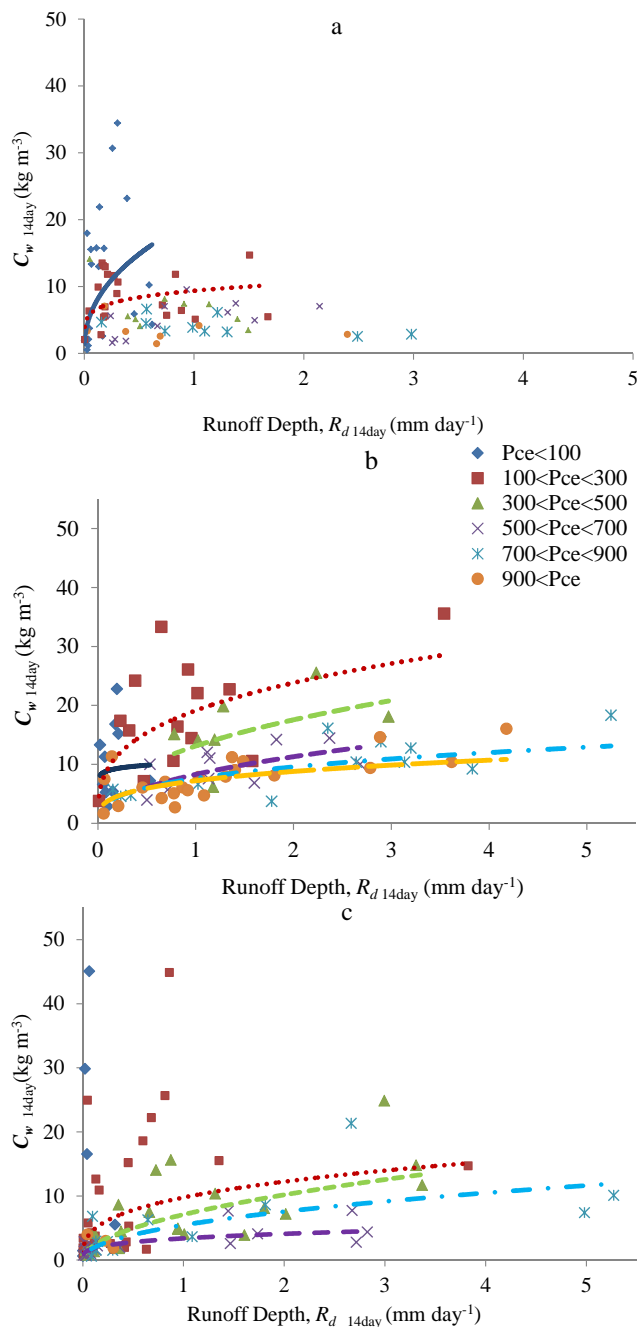 a
50
40
30
20
10
0
0 1 2 3 4 5
C_w 14day (kg m⁻³)
Runoff Depth, R_d 14day (mm day⁻¹)
b
Pce<100
100<Pce<300
300<Pce<500
500<Pce<700
700<Pce<900
900<Pce
50
40
30
20
10
0
0 1 2 3 4 5
C_w 14day (kg m⁻³)
Runoff Depth, R_d 14day (mm day⁻¹)
c
50
40
30
20
10
0
0 1 2 3 4 5
C_w 14day (kg m⁻³)
Runoff Depth, R_d 14day (mm day⁻¹)